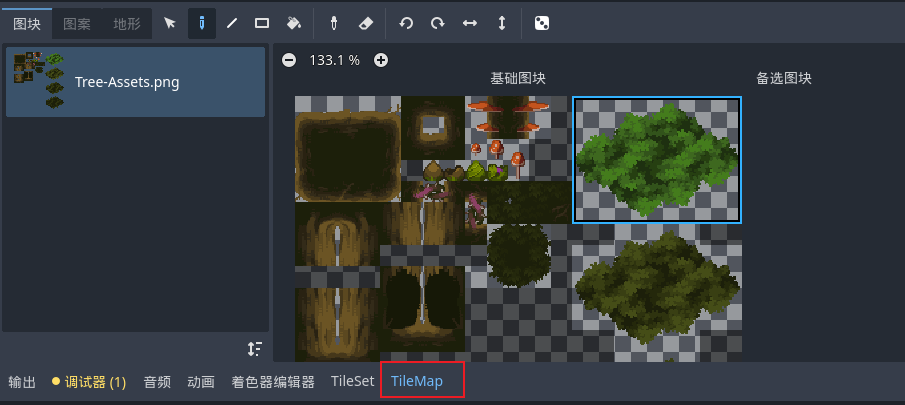 图块 图案 地形
Tree-Assets.png
133.1 %
基础图块 备选图块
输出 调试器 (1) 音频 动画 着色器编辑器 TileSet TileMap